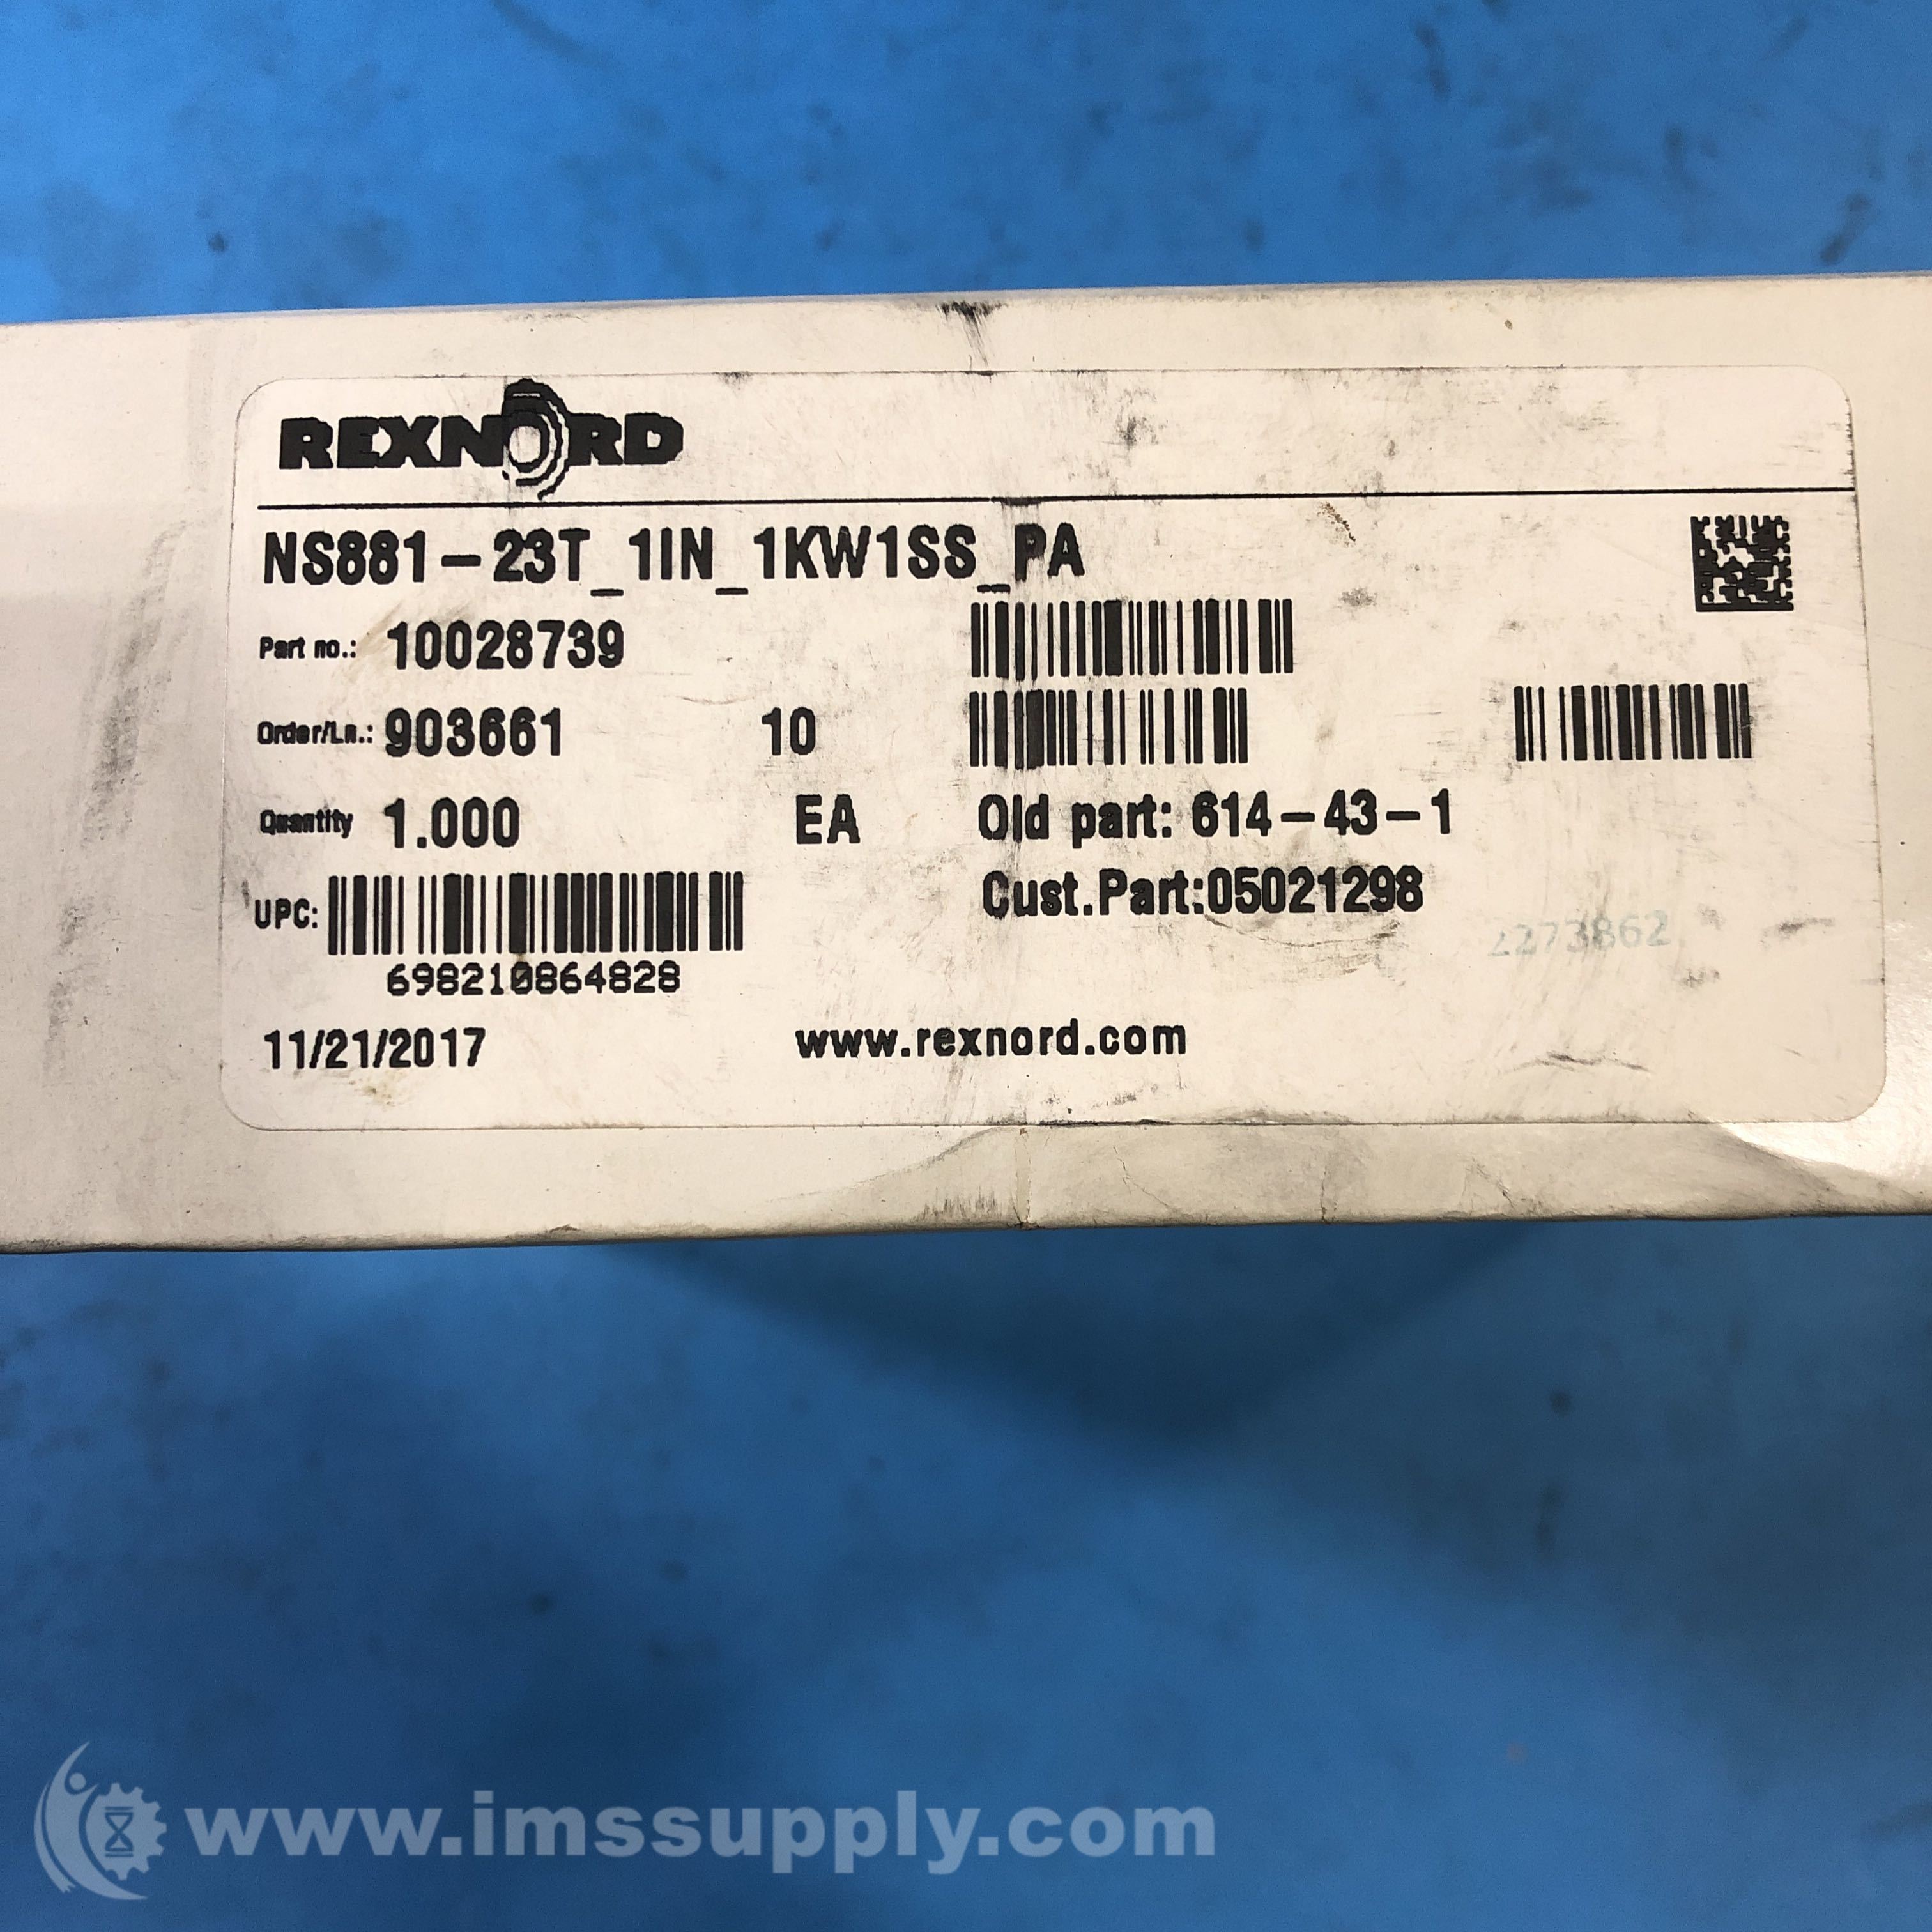 REXNORD
NS881-23T_1IN_1KW1SS_PA
Part no.: 10028739
Order/Ln.: 903661 10
Quantity 1.000 EA Old part: 614-43-1
Cust.Part:05021298
2273862
UPC:
698210864828
11/21/2017 www.rexnord.com
www.imssupply.com